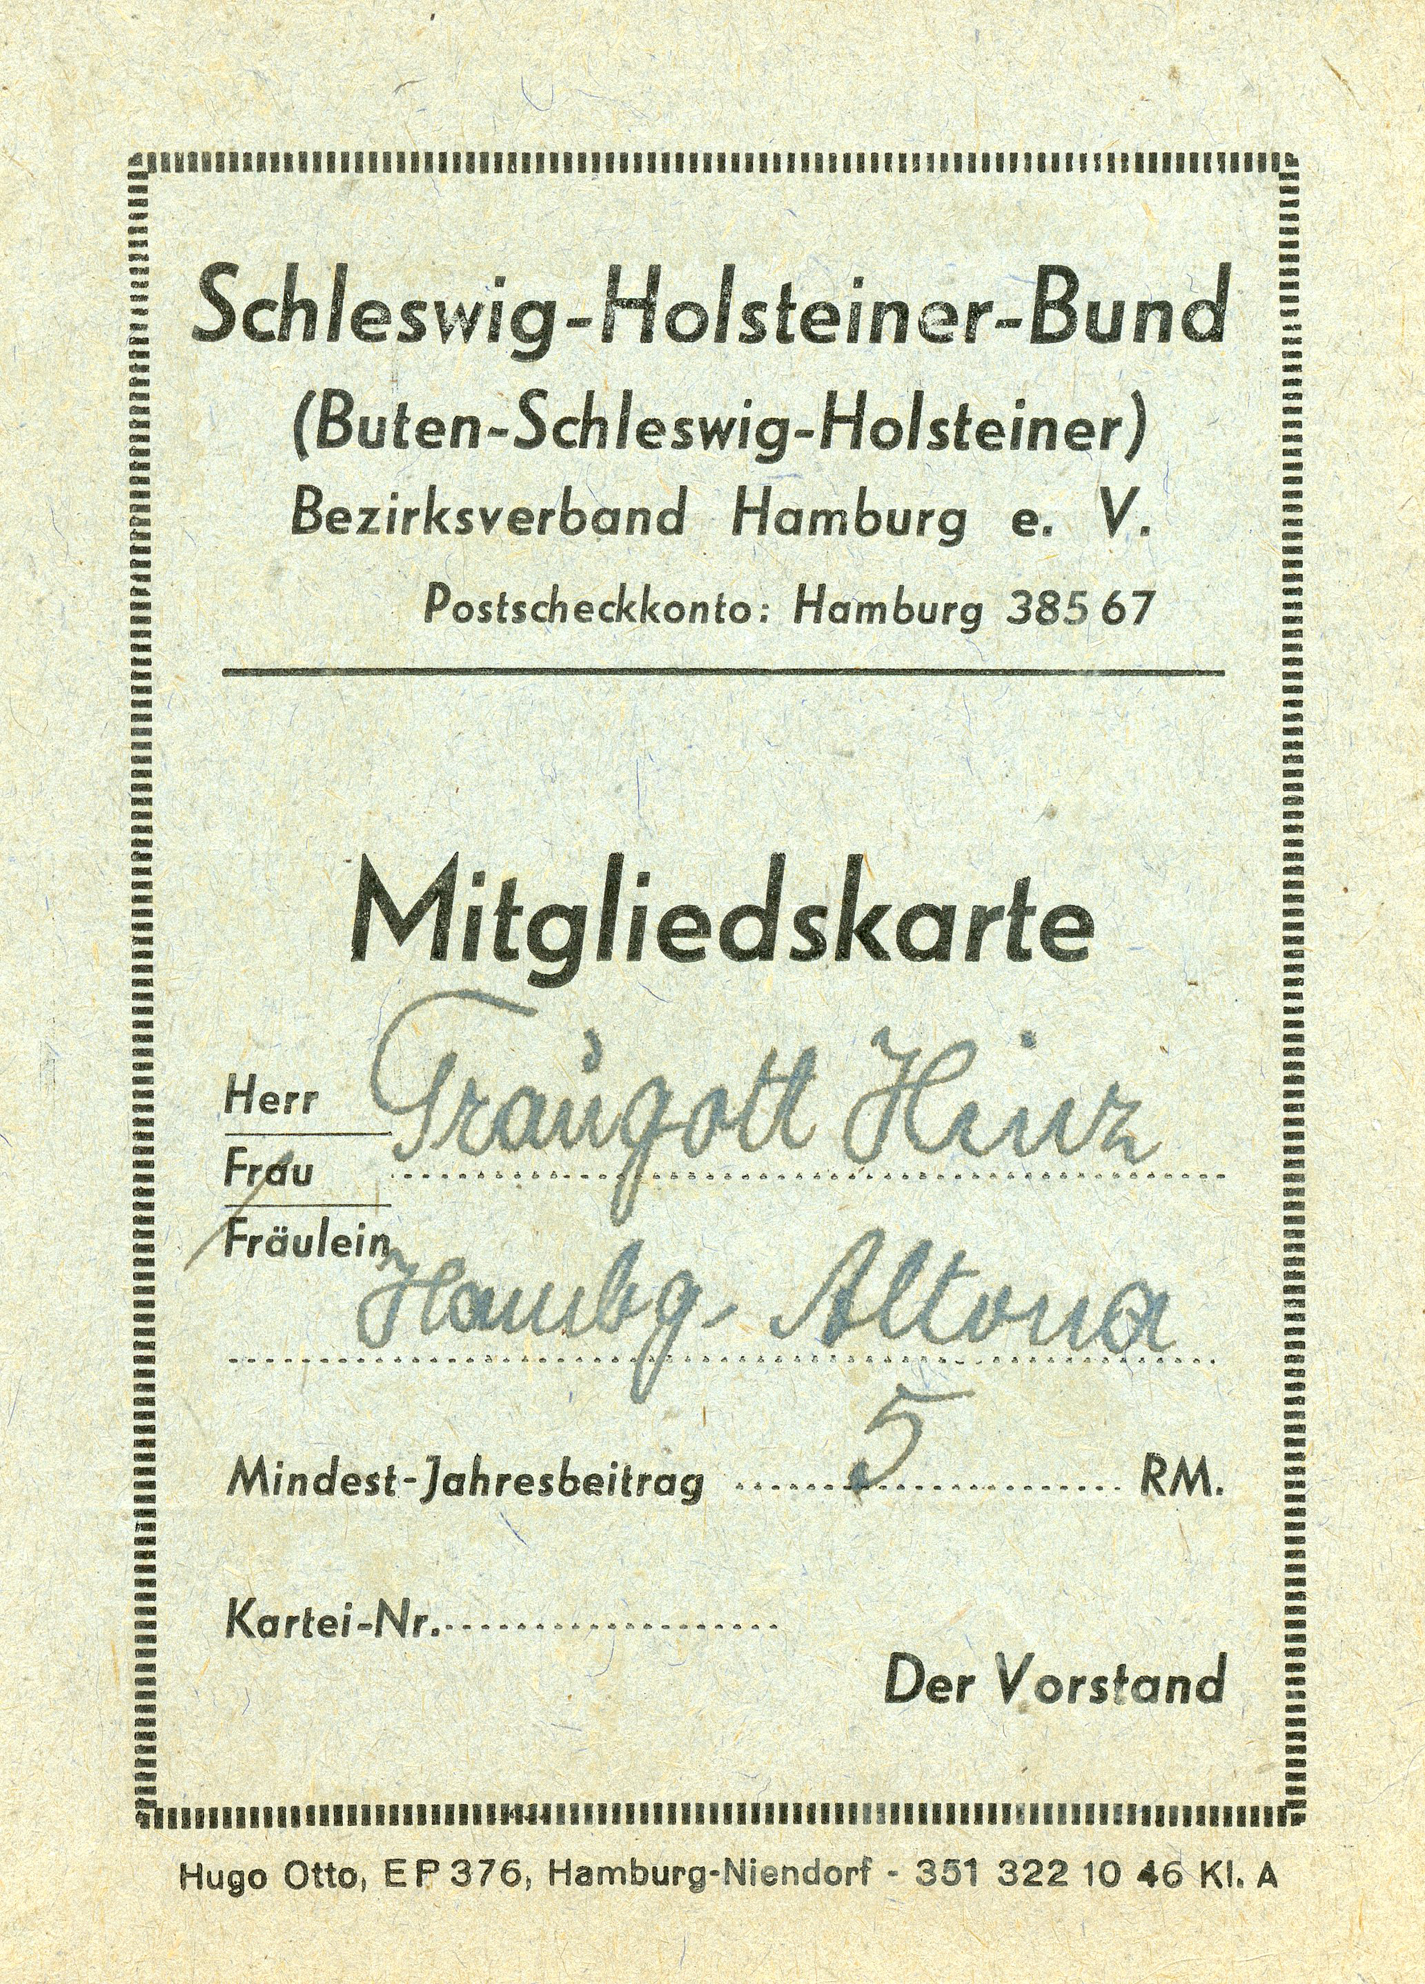 Schleswig-Holsteiner-Bund
(Buten-Schleswig-Holsteiner)
Bezirksverband Hamburg e. V.
Postscheckkonto: Hamburg 385 67
Mitgliedskarte
Herr
Traugott Hinz
Frau
Fräulein
Hambg. Altona
Mindest-Jahresbeitrag 5 RM.
Kartei-Nr.
Der Vorstand
Hugo Otto, EP 376, Hamburg-Niendorf - 351 322 10 46 Kl. A